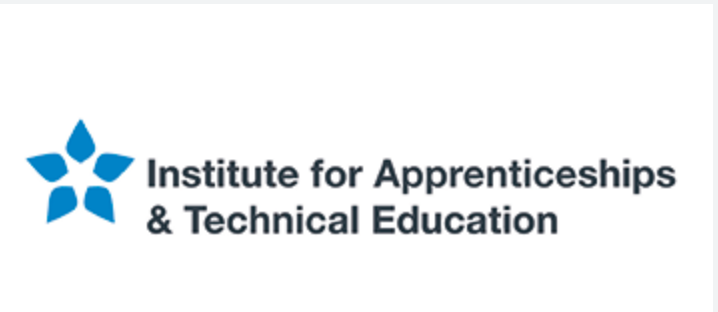 Institute for Apprenticeships
& Technical Education